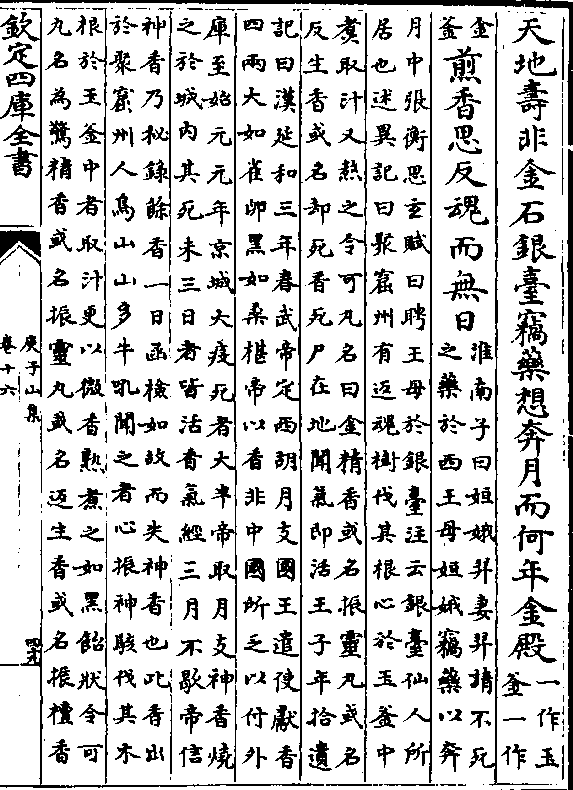 天地壽非金石銀臺竊藥想奔月而何年金殿一作玉
釜一作
金
釜
煎香思反魂而無日
淮南子曰姮娥羿妻羿請不死
之藥於西王母姮娥竊藥以奔
月中張衡思玄賦曰聘王母於銀臺注云銀臺仙人所
居也述異記曰聚窟州有返魂樹伐其根心於玉釜中
煑取汁又熬之令可丸名曰金精香或名振靈丸或名
反生香或名却死香死尸在地聞氣即活王子年拾遺
記曰漢延和三年春武帝定西胡月支國王遣使獻香
四兩大如雀卵黑如桑椹帝以香非中國所乏以付外
庫至始元元年京城大疫死者大半帝取月支神香燒
之於城内其死未三日者皆活香氣經三月不歇帝信
神香乃秘錄餘香一日函檢如故而失神香也此香出
於聚窟州人鳥山山多牛吼聞之者心振神駭伐其木
根於玉釜中者取汁更以微香熟煮之如黑飴狀令可
丸名為驚精香或名振靈丸或名返生香或名振檀香
欽定四庫全書
庾子山集
卷十六
四十九